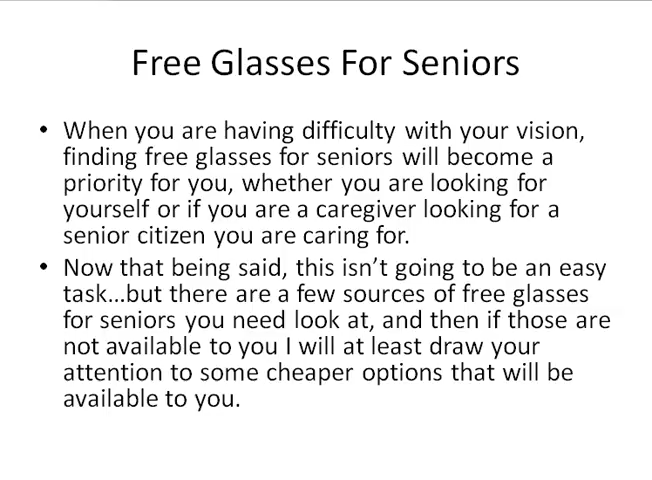 Free Glasses For Seniors
• When you are having difficulty with your vision,
finding free glasses for seniors will become a
priority for you, whether you are looking for
yourself or if you are a caregiver looking for a
senior citizen you are caring for.
• Now that being said, this isn't going to be an easy
task…but there are a few sources of free glasses
for seniors you need look at, and then if those are
not available to you I will at least draw your
attention to some cheaper options that will be
available to you.